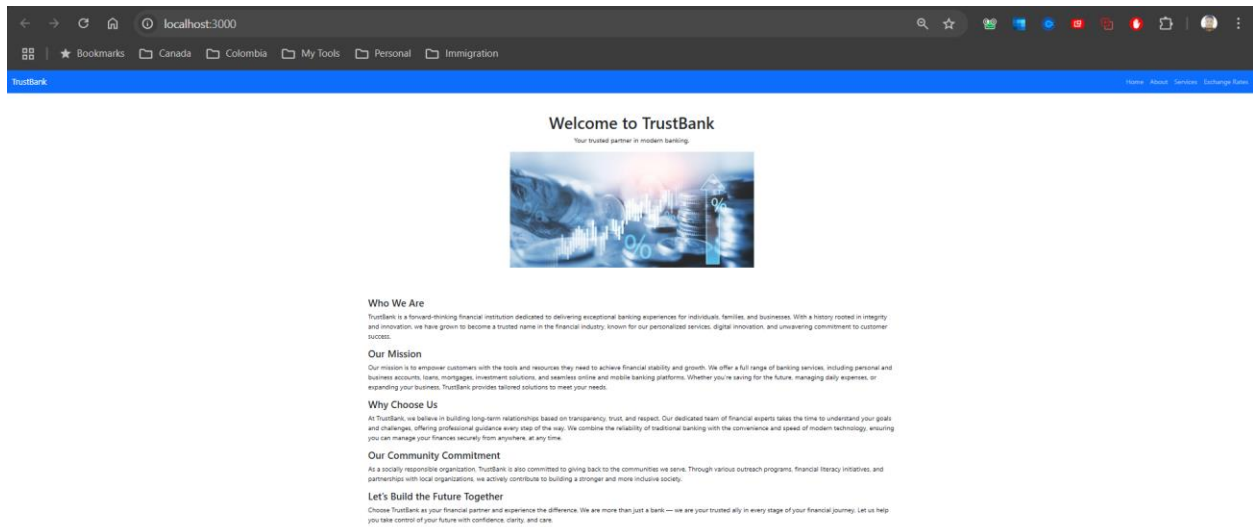 localhost:3000
Bookmarks Canada Colombia My Tools Personal Immigration
TrustBank Home About Services Exchange Rates
Welcome to TrustBank
Your trusted partner in modern banking.
%
%
Who We Are
TrustBank is a forward-thinking financial institution dedicated to delivering exceptional banking experiences for individuals, families, and businesses. With a history rooted in integrity
and innovation, we have grown to become a trusted name in the financial industry, known for our personalized services, digital innovation, and unwavering commitment to customer
success.
Our Mission
Our mission is to empower customers with the tools and resources they need to achieve financial stability and growth. We offer a full range of banking services, including personal and
business accounts, loans, mortgages, investment solutions, and seamless online and mobile banking platforms. Whether you're saving for the future, managing daily expenses, or
expanding your business, TrustBank provides tailored solutions to meet your needs.
Why Choose Us
At TrustBank, we believe in building long-term relationships based on transparency, trust, and respect. Our dedicated team of financial experts takes the time to understand your goals
and challenges, offering professional guidance every step of the way. We combine the reliability of traditional banking with the convenience and speed of modern technology, ensuring
you can manage your finances securely from anywhere, at any time.
Our Community Commitment
As a socially responsible organization, TrustBank is also committed to giving back to the communities we serve. Through various outreach programs, financial literacy initiatives, and
partnerships with local organizations, we actively contribute to building a stronger and more inclusive society.
Let's Build the Future Together
Choose TrustBank as your financial partner and experience the difference. We are more than just a bank — we are your trusted ally in every stage of your financial journey. Let us help
you take control of your future with confidence, clarity, and care.